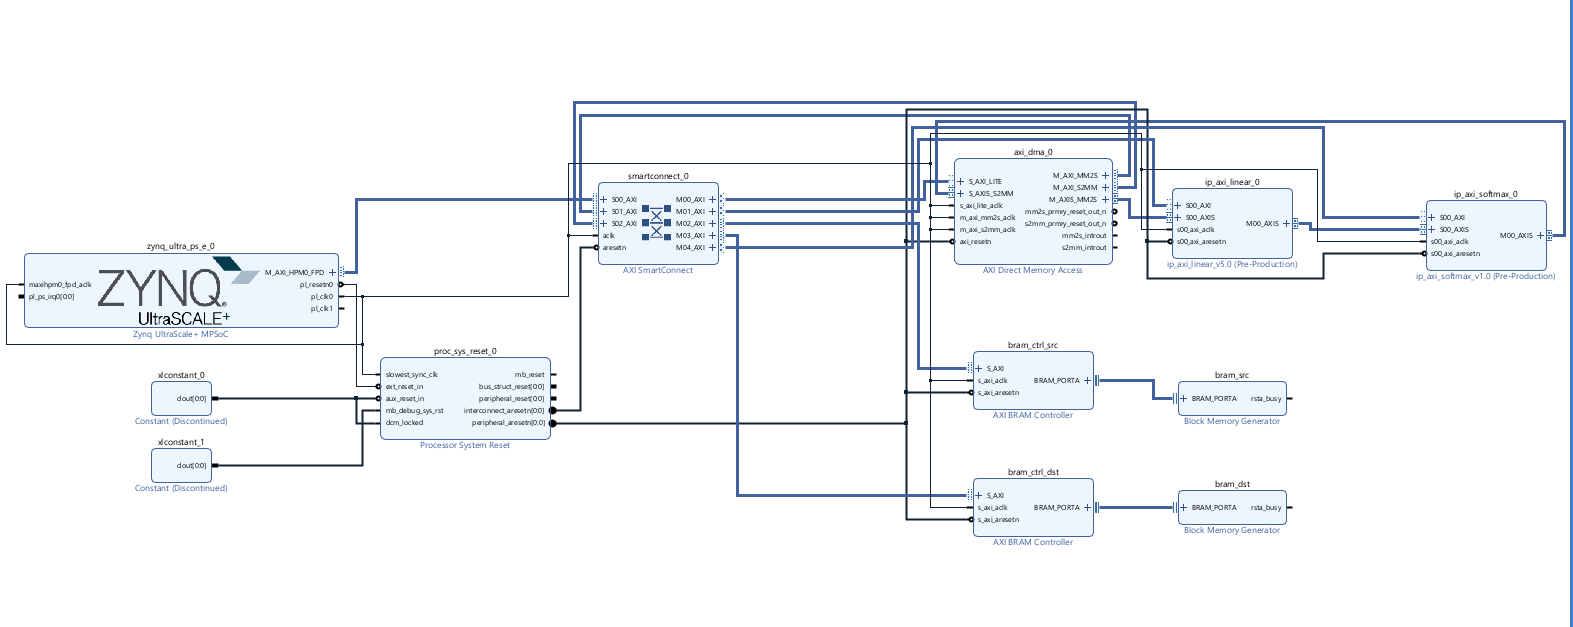 zynq_ultra_ps_e_0
maxihpm0_fpd_aclk
pl_ps_irq0[0:0]
ZYNQ
UltraSCALE+
M_AXI_HPM0_FPD
pl_resetn0
pl_clk0
pl_clk1
Zynq UltraScale+ MPSoC
xlconstant_0
dout[0:0]
Constant (Discontinued)
xlconstant_1
dout[0:0]
Constant (Discontinued)
proc_sys_reset_0
slowest_sync_clk
ext_reset_in
aux_reset_in
mb_debug_sys_rst
dcm_locked
mb_reset
bus_struct_reset[0:0]
peripheral_reset[0:0]
interconnect_aresetn[0:0]
peripheral_aresetn[0:0]
Processor System Reset
smartconnect_0
S00_AXI
S01_AXI
S02_AXI
aclk
aresetn
M00_AXI
M01_AXI
M02_AXI
M03_AXI
M04_AXI
AXI SmartConnect
axi_dma_0
S_AXI_LITE
S_AXIS_S2MM
s_axi_lite_aclk
m_axi_mm2s_aclk
m_axi_s2mm_aclk
axi_resetn
M_AXI_MM2S
M_AXI_S2MM
M_AXIS_MM2S
mm2s_prmry_reset_out_n
s2mm_prmry_reset_out_n
mm2s_introut
s2mm_introut
AXI Direct Memory Access
ip_axi_linear_0
S00_AXI
S00_AXIS
s00_axi_aclk
s00_axi_aresetn
M00_AXIS
ip_axi_linear_v5.0 (Pre-Production)
ip_axi_softmax_0
S00_AXI
S00_AXIS
s00_axi_aclk
s00_axi_aresetn
M00_AXIS
ip_axi_softmax_v1.0 (Pre-Production)
bram_ctrl_src
S_AXI
s_axi_aclk
s_axi_aresetn
BRAM_PORTA
AXI BRAM Controller
bram_src
BRAM_PORTA
rsta_busy
Block Memory Generator
bram_ctrl_dst
S_AXI
s_axi_aclk
s_axi_aresetn
BRAM_PORTA
AXI BRAM Controller
bram_dst
BRAM_PORTA
rsta_busy
Block Memory Generator